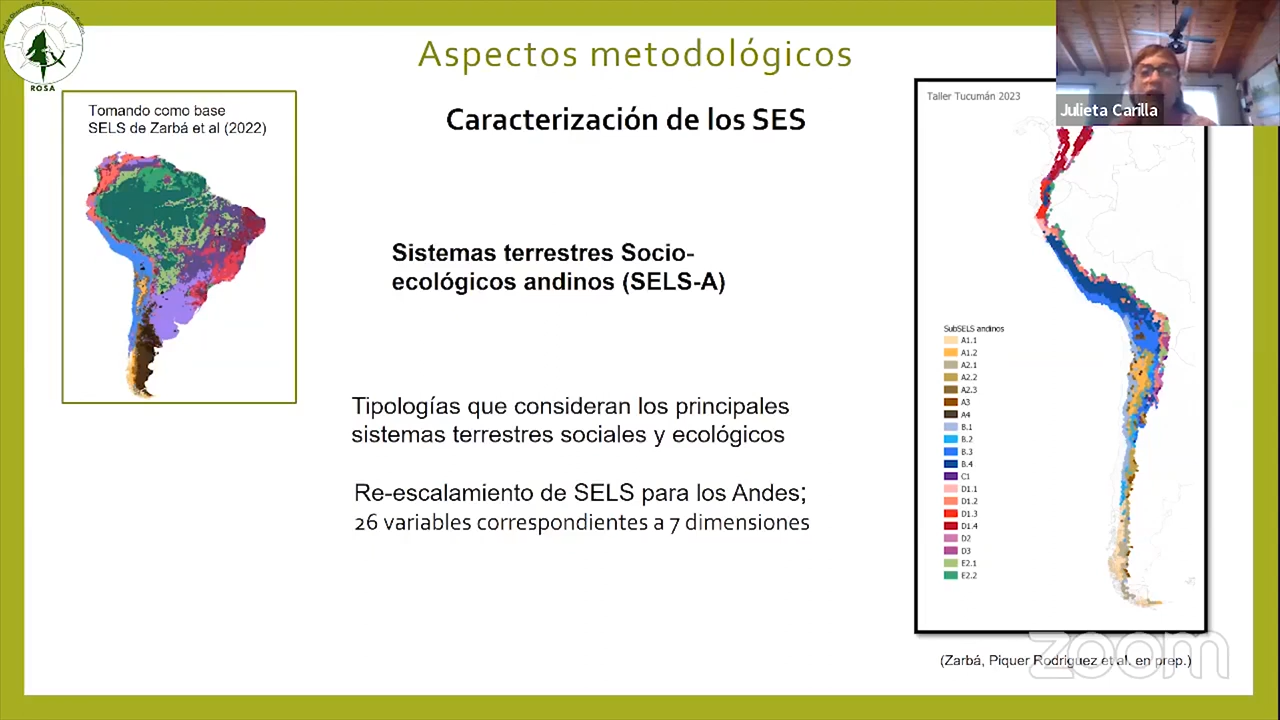 ROSA
Aspectos metodológicos
Julieta Carilla
Tomando como base
SELS de Zarbá et al (2022)
Caracterización de los SES
Sistemas terrestres Socio-
ecológicos andinos (SELS-A)
Tipologías que consideran los principales
sistemas terrestres sociales y ecológicos
Re-escalamiento de SELS para los Andes;
26 variables correspondientes a 7 dimensiones
Taller Tucumán 2023
SubSELS andinos
A1.1
A1.2
A2.1
A2.2
A2.3
A3
A4
B.1
B.2
B.3
B.4
C1
D1.1
D1.2
D1.3
D1.4
D2
D3
E2.1
E2.2
(Zarbá, Piquer Rodriguez et al. en prep.)
zoom